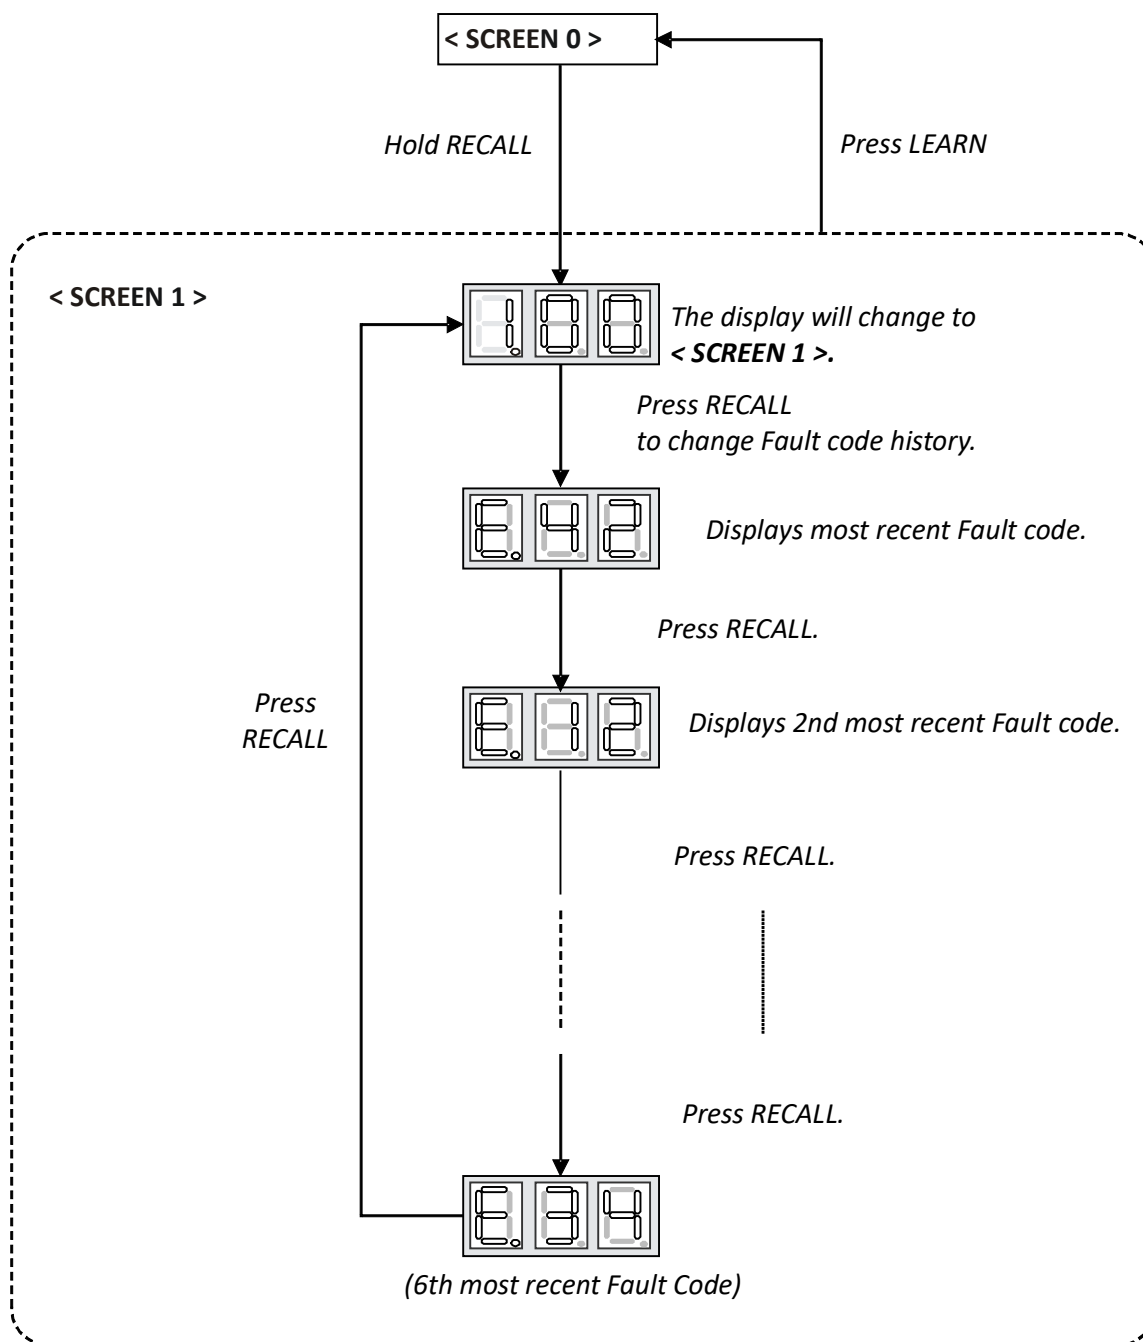 < SCREEN 0 >
Hold RECALL
Press LEARN
< SCREEN 1 >
1.00
The display will change to
< SCREEN 1 >.
Press RECALL
to change Fault code history.
E.42
Displays most recent Fault code.
Press RECALL.
E.12
Displays 2nd most recent Fault code.
Press
RECALL
Press RECALL.
Press RECALL.
E.34
(6th most recent Fault Code)